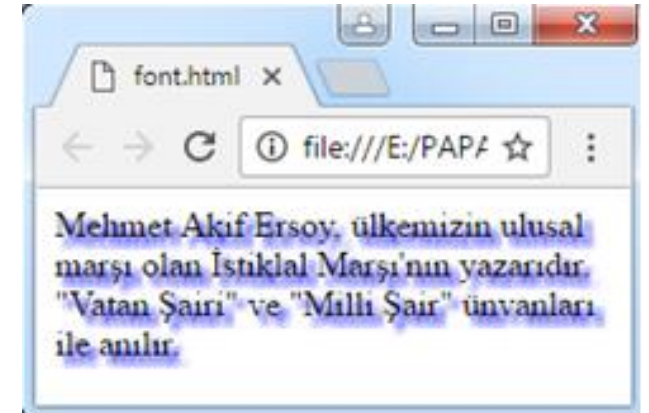 font.html
file:///E:/PAPA
Mehmet Akif Ersoy, ülkemizin ulusal
marşı olan İstiklal Marşı'nın yazarıdır.
"Vatan Şairi" ve "Milli Şair" ünvanları
ile anılır.